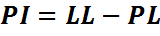 PI = LL − PL